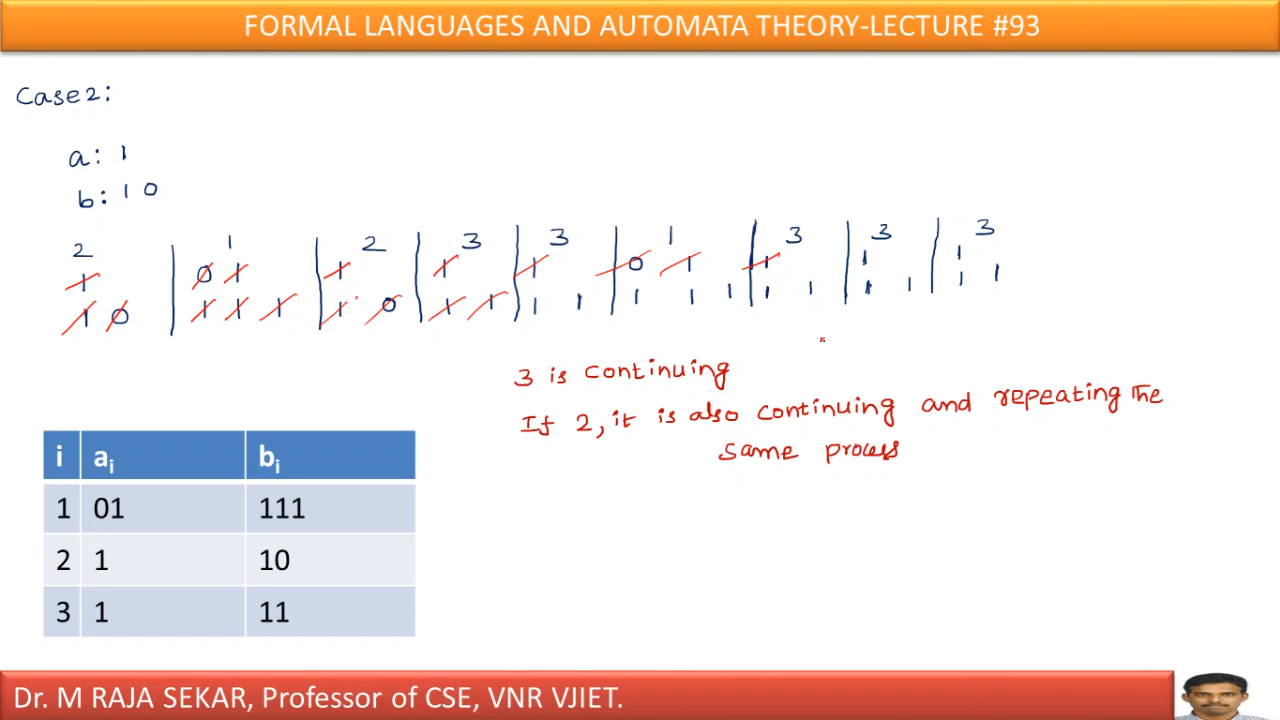 FORMAL LANGUAGES AND AUTOMATA THEORY-LECTURE #93
Case2:
a: 1
b: 1 0
2 | 1 | 2 | 3 | 3 | 1 | 3 | 3 | 3
1 | 0 1 | 1 | 1 | 1 | 0 1 | 1 | 1 | 1
1 0 | 1 1 1 | 1 0 | 1 1 | 1 1 | 1 1 1 | 1 1 | 1 1 | 1 1
3 is continuing
If 2, it is also continuing and repeating the
same process
i ai bi
1 01 111
2 1 10
3 1 11
Dr. M RAJA SEKAR, Professor of CSE, VNR VJIET.